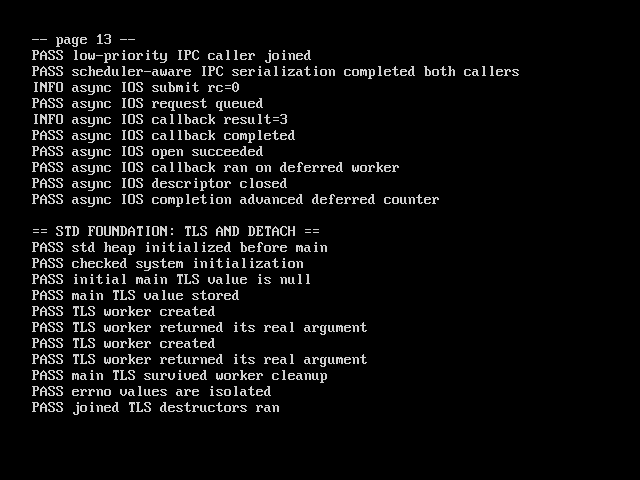 -- page 13 --
PASS low-priority IPC caller joined
PASS scheduler-aware IPC serialization completed both callers
INFO async IOS submit rc=0
PASS async IOS request queued
INFO async IOS callback result=3
PASS async IOS callback completed
PASS async IOS open succeeded
PASS async IOS callback ran on deferred worker
PASS async IOS descriptor closed
PASS async IOS completion advanced deferred counter
== STD FOUNDATION: TLS AND DETACH ==
PASS std heap initialized before main
PASS checked system initialization
PASS initial main TLS value is null
PASS main TLS value stored
PASS TLS worker created
PASS TLS worker returned its real argument
PASS TLS worker created
PASS TLS worker returned its real argument
PASS main TLS survived worker cleanup
PASS errno values are isolated
PASS joined TLS destructors ran